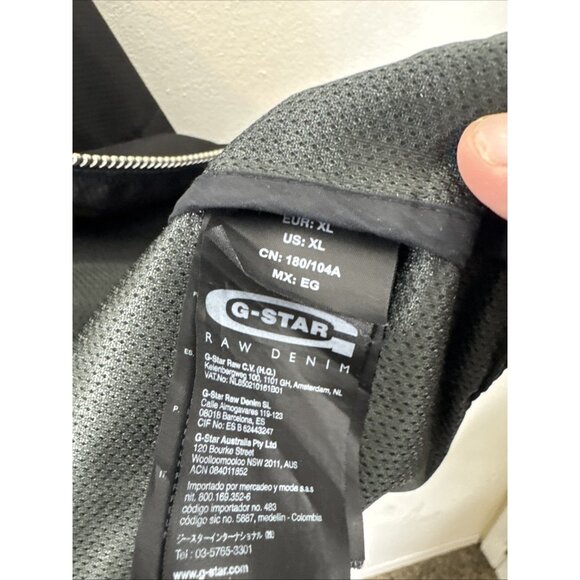 EUR: XL
US: XL
CN: 180/104A
MX: EG
G-STAR
RAW DENIM
ES.
G-Star Raw C.V. (H.Q.)
Keienbergweg 100, 1101 GH, Amsterdam, NL
VAT.No: NL850210161B01
G-Star Raw Denim SL
Calle Almogavares 119-123
08018 Barcelona, ES
CIF No: ES B 62443247
P.
G-Star Australia Pty Ltd
120 Bourke Street
Woolloomooloo NSW 2011, AUS
ACN 084011852
Importado por mercadeo y moda s.a.s
nit. 800.169.352-6
código importador no. 483
código sic no. 5887, medellin - Colombia
ジースターインターナショナル ㈱
Tel : 03-5765-3301
www.g-star.com